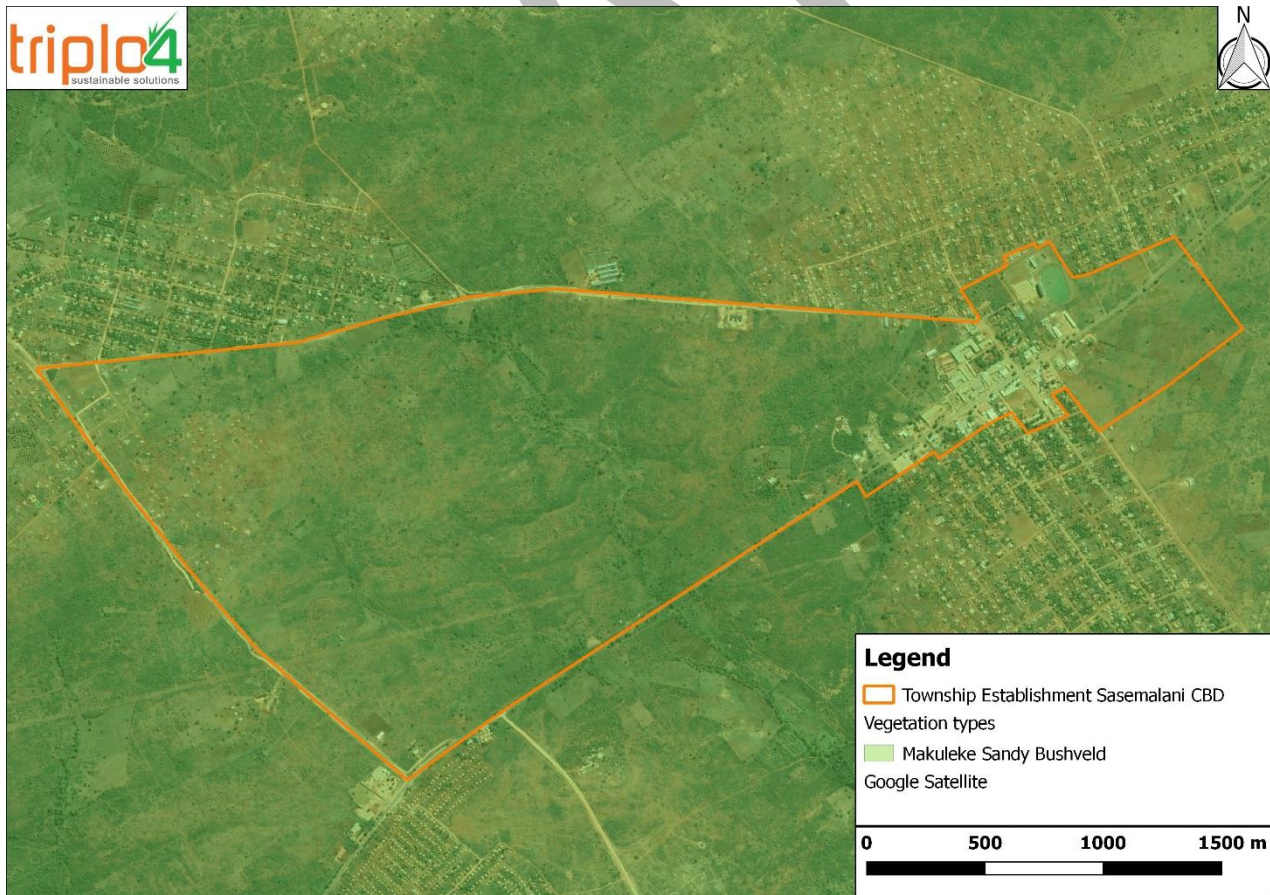 triplo4
sustainable solutions
N
Legend
Township Establishment Sasemalani CBD
Vegetation types
Makuleke Sandy Bushveld
Google Satellite
0 500 1000 1500 m